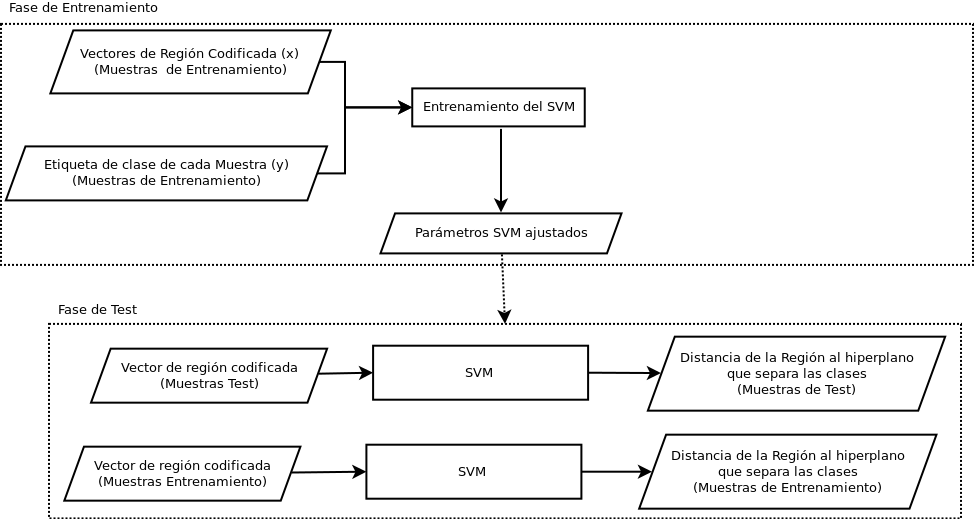 Fase de Entrenamiento
Vectores de Región Codificada (x)
(Muestras de Entrenamiento)
Entrenamiento del SVM
Etiqueta de clase de cada Muestra (y)
(Muestras de Entrenamiento)
Parámetros SVM ajustados
Fase de Test
Vector de región codificada
(Muestras Test)
SVM
Distancia de la Región al hiperplano
que separa las clases
(Muestras de Test)
Vector de región codificada
(Muestras Entrenamiento)
SVM
Distancia de la Región al hiperplano
que separa las clases
(Muestras de Entrenamiento)